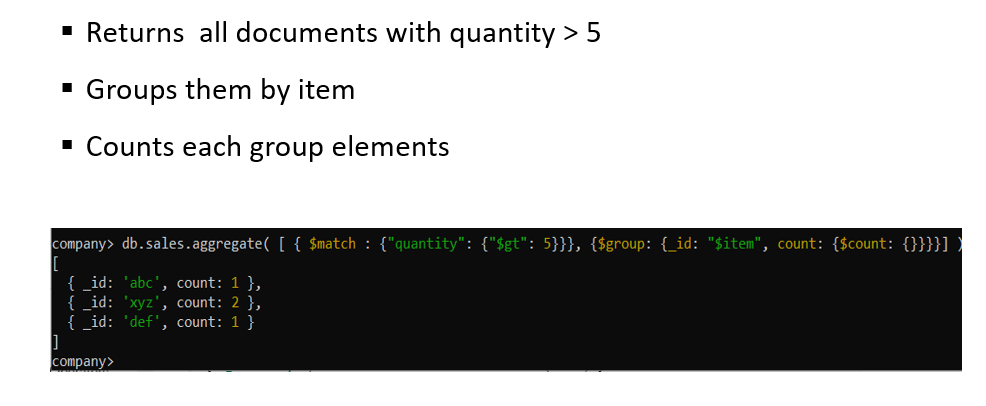 ▪ Returns  all documents with quantity > 5
▪ Groups them by item
▪ Counts each group elements
company> db.sales.aggregate( [ { $match : {"quantity": {"$gt": 5}}}, {$group: {_id: "$item", count: {$count: {}}}}] )
[
  { _id: 'abc', count: 1 },
  { _id: 'xyz', count: 2 },
  { _id: 'def', count: 1 }
]
company>